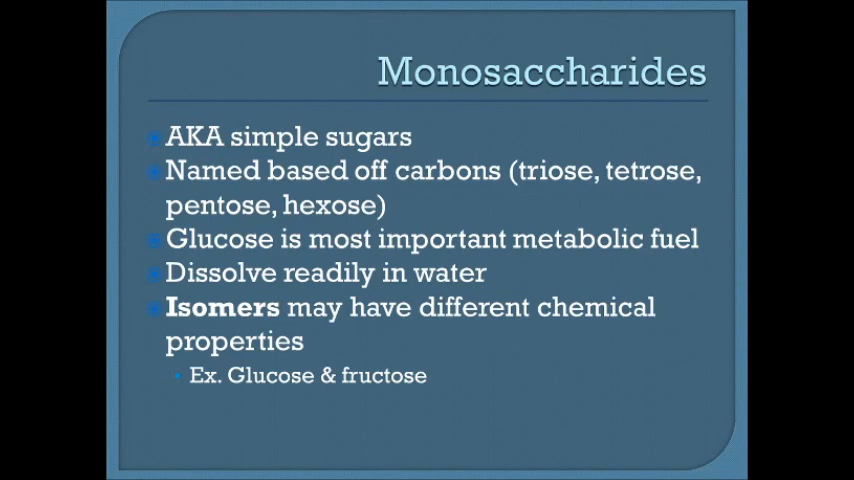 Monosaccharides
AKA simple sugars
Named based off carbons (triose, tetrose,
pentose, hexose)
Glucose is most important metabolic fuel
Dissolve readily in water
Isomers may have different chemical
properties
Ex. Glucose & fructose